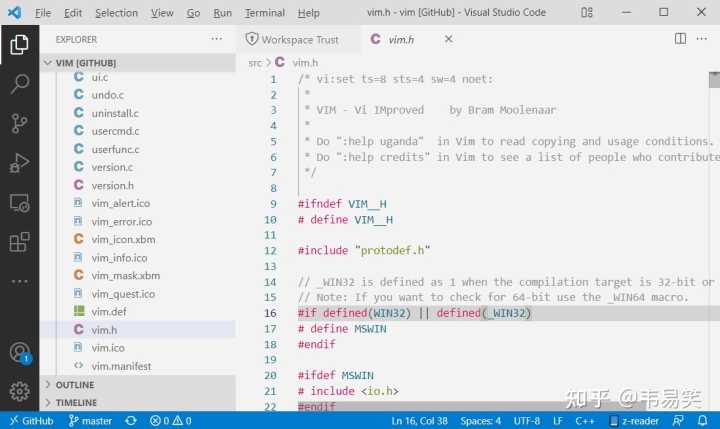 File Edit Selection View Go Run Terminal Help vim.h - vim [GitHub] - Visual Studio Code
EXPLORER
VIM [GITHUB]
ui.c
undo.c
uninstall.c
usercmd.c
userfunc.c
version.c
version.h
vim_alert.ico
vim_error.ico
vim_icon.xbm
vim_info.ico
vim_mask.xbm
vim_quest.ico
vim.def
vim.h
vim.ico
vim.manifest
OUTLINE
TIMELINE
1
Workspace Trust vim.h
src > C vim.h
1 /* vi:set ts=8 sts=4 sw=4 noet:
2 *
3 * VIM - Vi IMproved by Bram Moolenaar
4 *
5 * Do ":help uganda" in Vim to read copying and usage conditions.
6 * Do ":help credits" in Vim to see a list of people who contribute
7 */
8
9 #ifndef VIM__H
10 # define VIM__H
11
12 #include "protodef.h"
13
14 // _WIN32 is defined as 1 when the compilation target is 32-bit or
15 // Note: If you want to check for 64-bit use the _WIN64 macro.
16 #if defined(WIN32) || defined(_WIN32)
17 # define MSWIN
18 #endif
19
20 #ifdef MSWIN
21 # include <io.h>
22 #endif
知乎 @韦易笑
GitHub master 0 0 Ln 16, Col 38 Spaces: 4 UTF-8 LF C++ z-reader